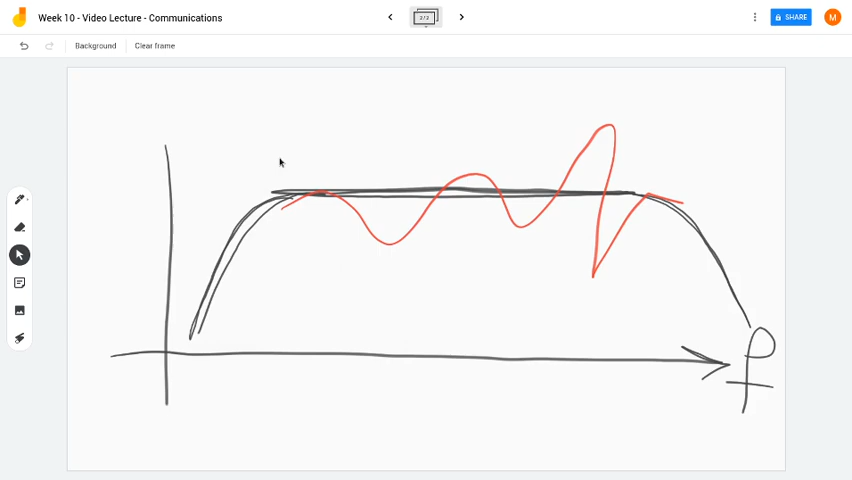 Week 10 - Video Lecture - Communications
2/2
SHARE
M
Background
Clear frame
f